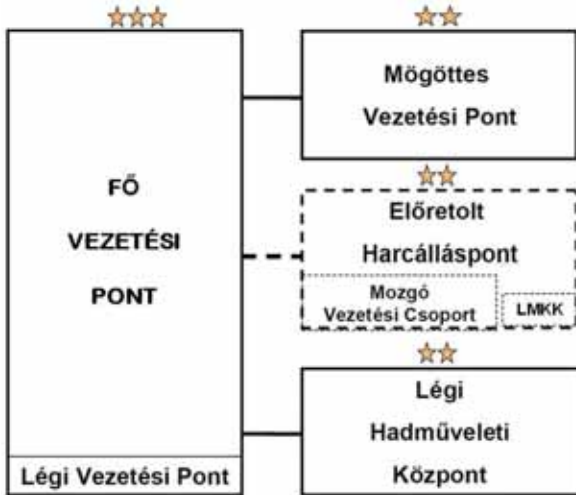 FŐ
VEZETÉSI
PONT
Légi Vezetési Pont
Mögöttes
Vezetési Pont
Előretolt
Harcálláspont
Mozgó
Vezetési Csoport
LMKK
Légi
Hadműveleti
Központ